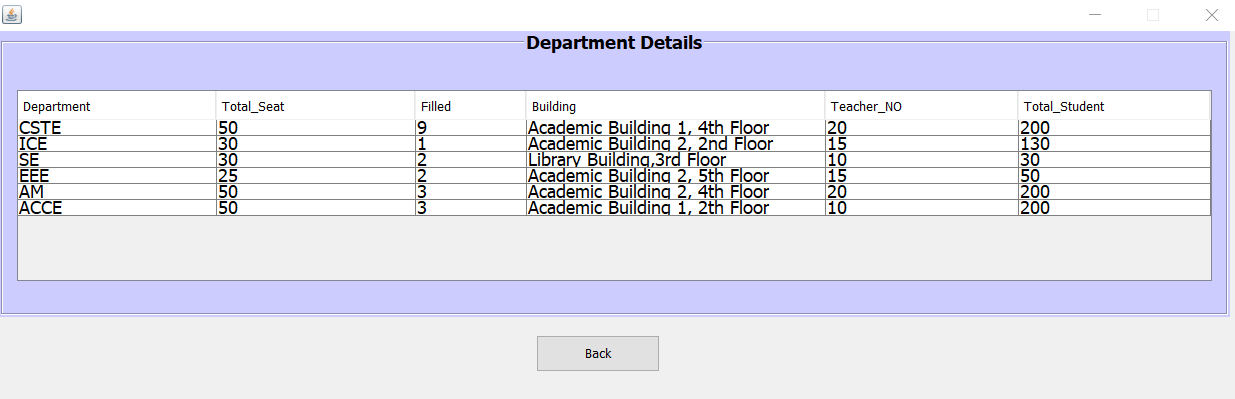 Department Details
Department Total_Seat Filled Building Teacher_NO Total_Student
CSTE 50 9 Academic Building 1, 4th Floor 20 200
ICE 30 1 Academic Building 2, 2nd Floor 15 130
SE 30 2 Library Building,3rd Floor 10 30
EEE 25 2 Academic Building 2, 5th Floor 15 50
AM 50 3 Academic Building 2, 4th Floor 20 200
ACCE 50 3 Academic Building 1, 2th Floor 10 200
Back